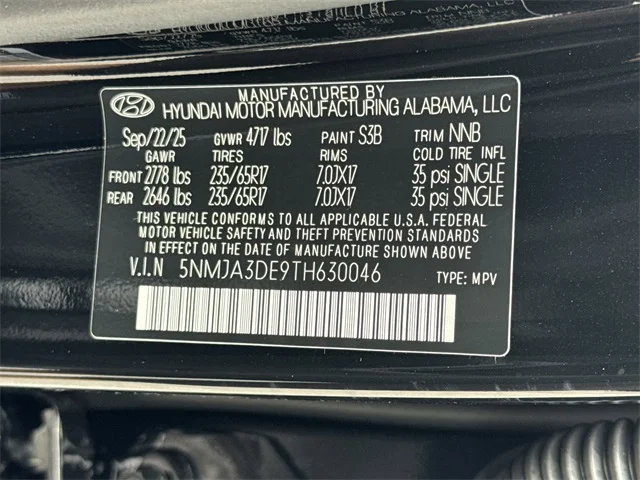 MANUFACTURED BY
HYUNDAI MOTOR MANUFACTURING ALABAMA, LLC
Sep/22/25 GVWR 4717 lbs PAINT S3B TRIM NNB
GAWR TIRES RIMS COLD TIRE INFL
FRONT 2778 lbs 235/65R17 7.0JX17 35 psi SINGLE
REAR 2646 lbs 235/65R17 7.0JX17 35 psi SINGLE
THIS VEHICLE CONFORMS TO ALL APPLICABLE U.S.A. FEDERAL
MOTOR VEHICLE SAFETY AND THEFT PREVENTION STANDARDS
IN EFFECT ON THE DATE OF MANUFACTURE SHOWN ABOVE
V.I.N 5NMJA3DE9TH630046 TYPE: MPV